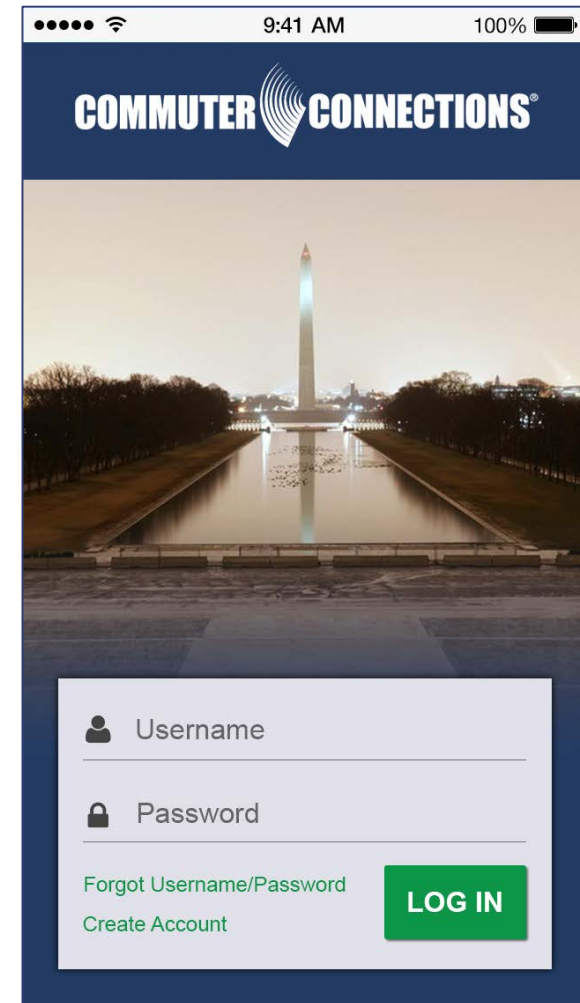 9:41 AM 100%
COMMUTER CONNECTIONS®
Username
Password
Forgot Username/Password
Create Account
LOG IN